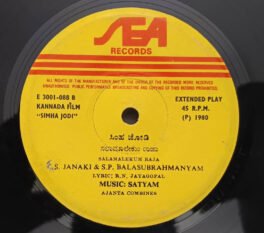 SEA
RECORDS
ALL RIGHTS OF THE MANUFACTURER AND OF THE OWNER OF THE RECORDED WORK RESERVED
UNAUTHORISED PUBLIC PERFORMANCE BROADCASTING AND COPYING OF THIS RECORD PROHIBITED
E 3001-08B B
KANNADA FILM
"SIMHA JODI"
EXTENDED PLAY
45 R.P.M.
(P) 1980
ಸಿಂಹ ಜೋಡಿ
ಸಲಾಮಾಲೇಕುಂ ರಾಜಾ
SALAMALEKUM RAJA
S. JANAKI & S.P. BALASUBRAHMANYAM
LYRIC: R.N. JAYAGOPAL
MUSIC: SATYAM
AJANTA COMBINES